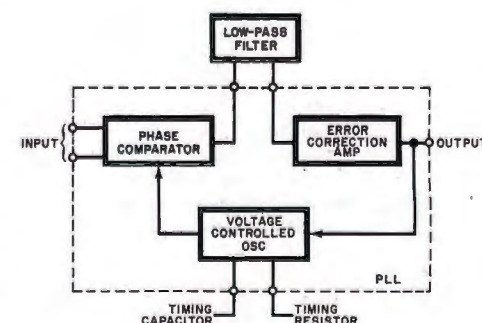 LOW-PASS
FILTER
INPUT
PHASE
COMPARATOR
ERROR
CORRECTION
AMP
OUTPUT
VOLTAGE
CONTROLLED
OSC
PLL
TIMING
CAPACITOR
TIMING
RESISTOR